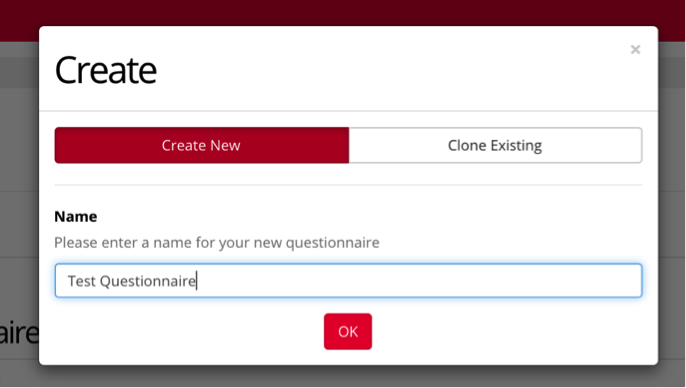 ×
Create
Create New
Clone Existing
Name
Please enter a name for your new questionnaire
Test Questionnaire
OK
aire